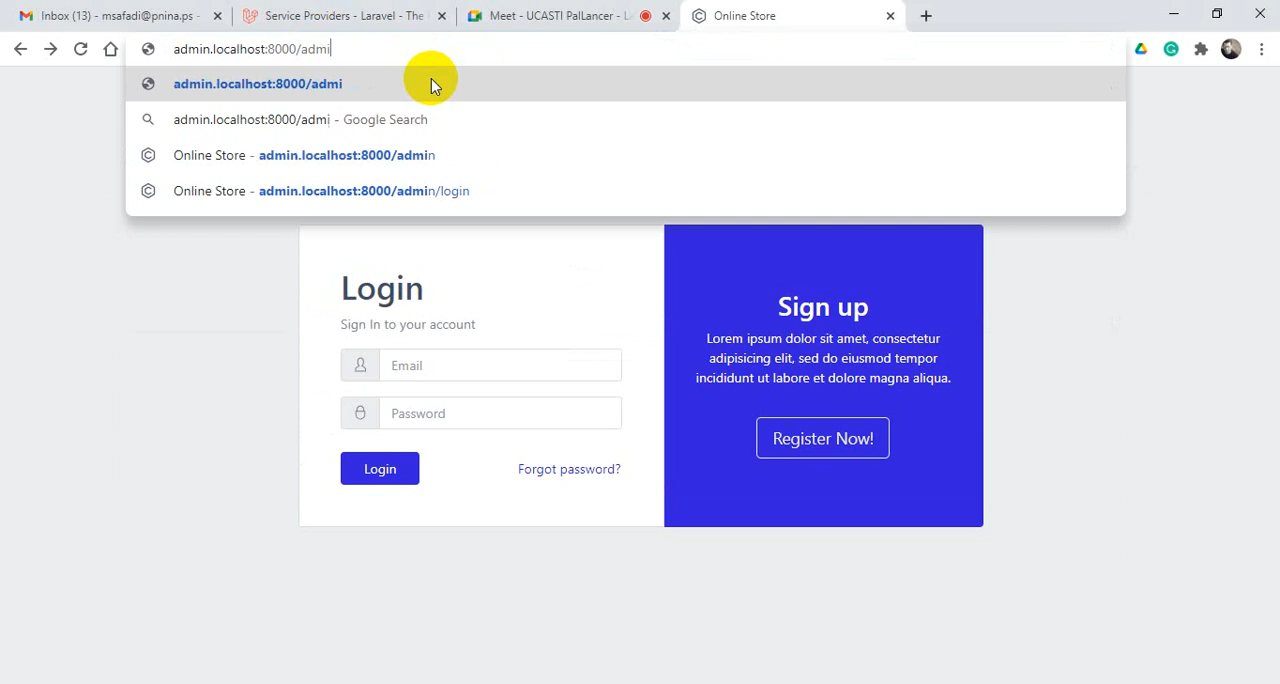 Inbox (13) - msafadi@pnina.ps -
Service Providers - Laravel - The
Meet - UCASTI PalLancer - La
Online Store
admin.localhost:8000/admi
admin.localhost:8000/admi
admin.localhost:8000/admi - Google Search
Online Store - admin.localhost:8000/admin
Online Store - admin.localhost:8000/admin/login
Login
Sign In to your account
Email
Password
Login
Forgot password?
Sign up
Lorem ipsum dolor sit amet, consectetur
adipisicing elit, sed do eiusmod tempor
incididunt ut labore et dolore magna aliqua.
Register Now!